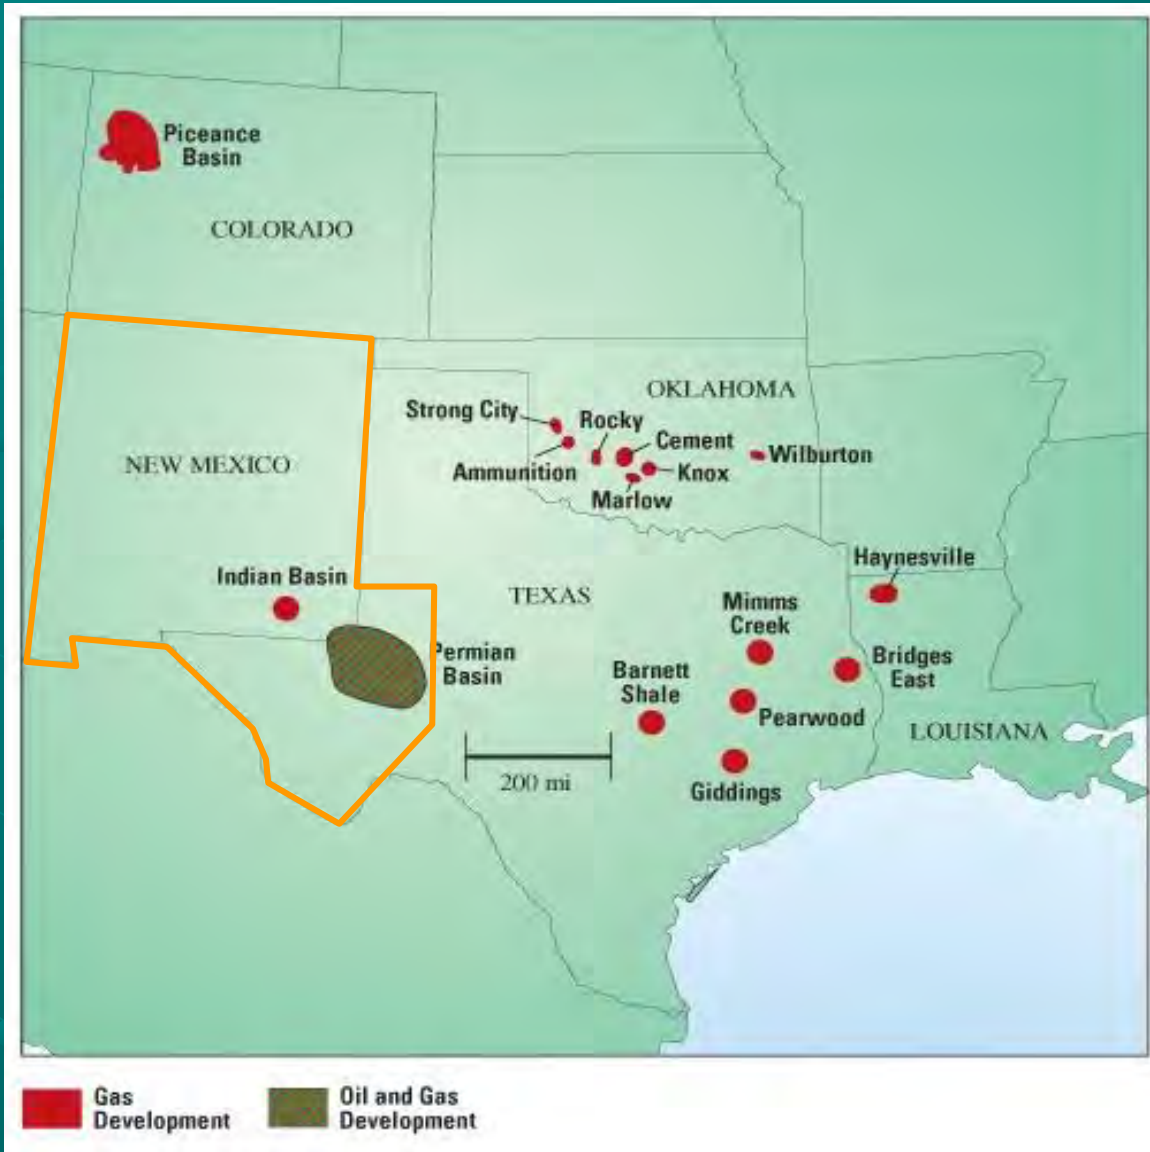 Piceance
Basin
COLORADO
OKLAHOMA
Strong City
Rocky
Cement
Wilburton
NEW MEXICO
Ammunition
Knox
Marlow
Haynesville
Indian Basin
TEXAS
Mimms
Creek
Permian
Basin
Barnett
Shale
Bridges
East
Pearwood
LOUISIANA
200 mi
Giddings
Gas
Development
Oil and Gas
Development